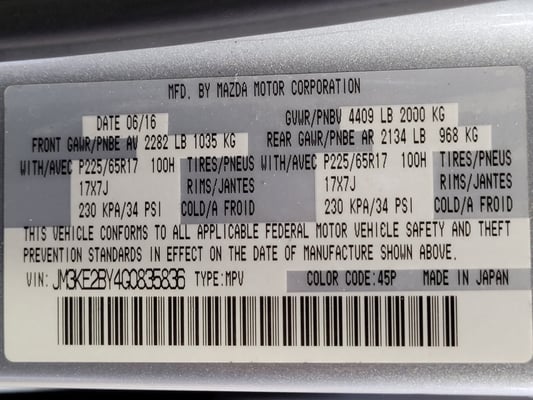 MFD. BY MAZDA MOTOR CORPORATION
DATE 06/16 GVWR/PNBV 4409 LB 2000 KG
FRONT GAWR/PNBE AV 2282 LB 1035 KG REAR GAWR/PNBE AR 2134 LB 968 KG
WITH/AVEC P225/65R17 100H TIRES/PNEUS WITH/AVEC P225/65R17 100H TIRES/PNEUS
17X7J RIMS/JANTES 17X7J RIMS/JANTES
230 KPA/34 PSI COLD/A FROID 230 KPA/34 PSI COLD/A FROID
THIS VEHICLE CONFORMS TO ALL APPLICABLE FEDERAL MOTOR VEHICLE SAFETY AND THEFT
PREVENTION STANDARDS IN EFFECT ON THE DATE OF MANUFACTURE SHOWN ABOVE.
VIN: JM3KE2BY4G0835836 TYPE: MPV COLOR CODE: 45P MADE IN JAPAN